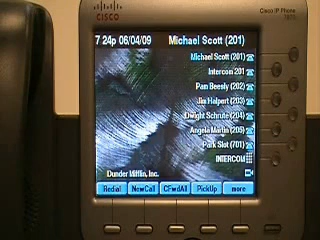 CISCO
Cisco IP Phone
7 24p 06/04/09 Michael Scott (201)
Michael Scott (201)
Intercom 201
Pam Beesly (202)
Jim Halpert (203)
Dwight Schrute (204)
Angela Martin (205)
Park Slot (701)
INTERCOM
Dunder Mifflin, Inc.
Redial NewCall CFwdAll PickUp more